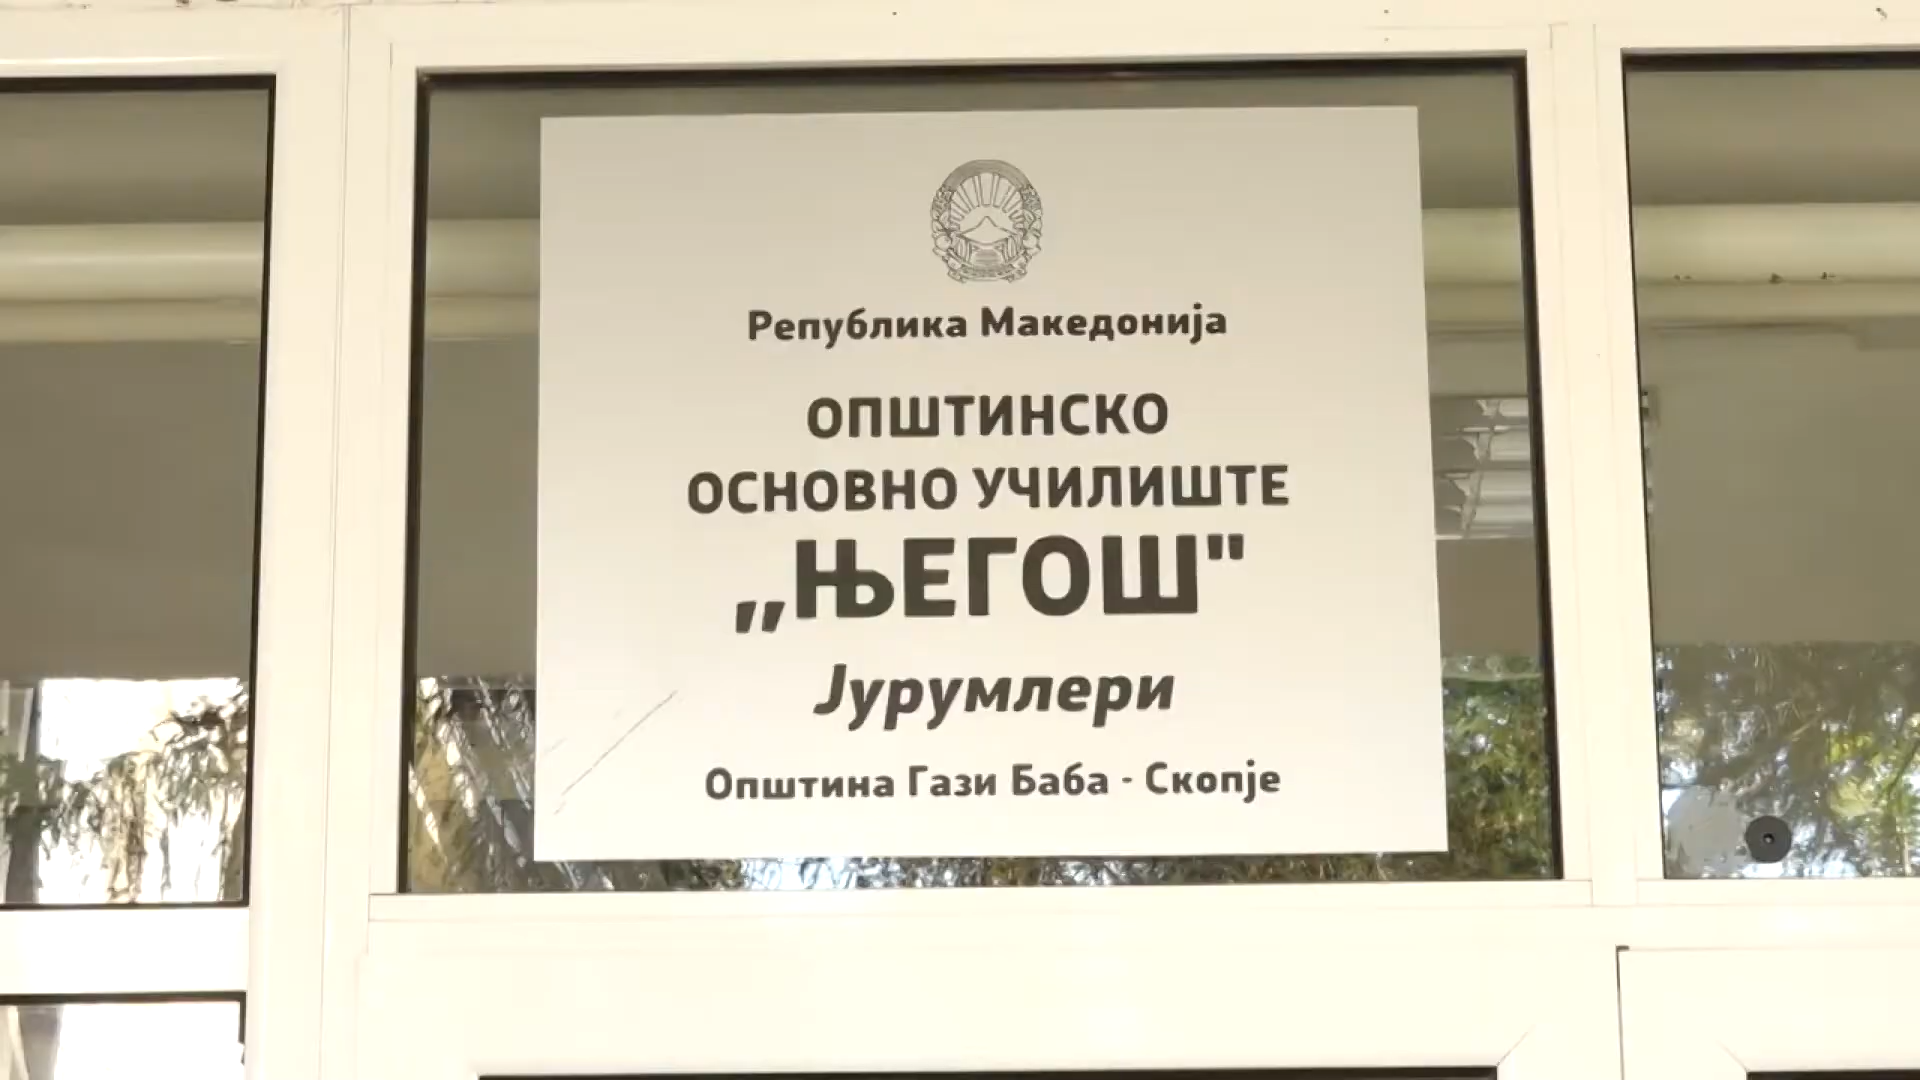 Република Македонија
ОПШТИНСКО
ОСНОВНО УЧИЛИШТЕ
,,ЊЕГОШ"
Јурумлери
Општина Гази Баба - Скопје